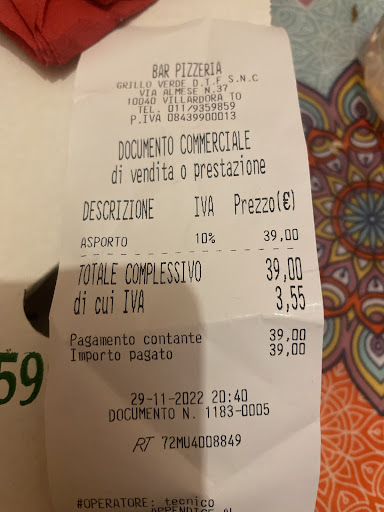 BAR PIZZERIA
GRILLO VERDE D.T.F S.N.C
VIA ALMESE N.37
10040 VILLARDORA TO
TEL. 011/9359859
P.IVA 08439900013
DOCUMENTO COMMERCIALE
di vendita o prestazione
DESCRIZIONE IVA Prezzo(€)
ASPORTO 10% 39,00
TOTALE COMPLESSIVO 39,00
di cui IVA 3,55
Pagamento contante 39,00
Importo pagato 39,00
29-11-2022 20:40
DOCUMENTO N. 1183-0005
RT 72MU4008849
#OPERATORE: tecnico
59